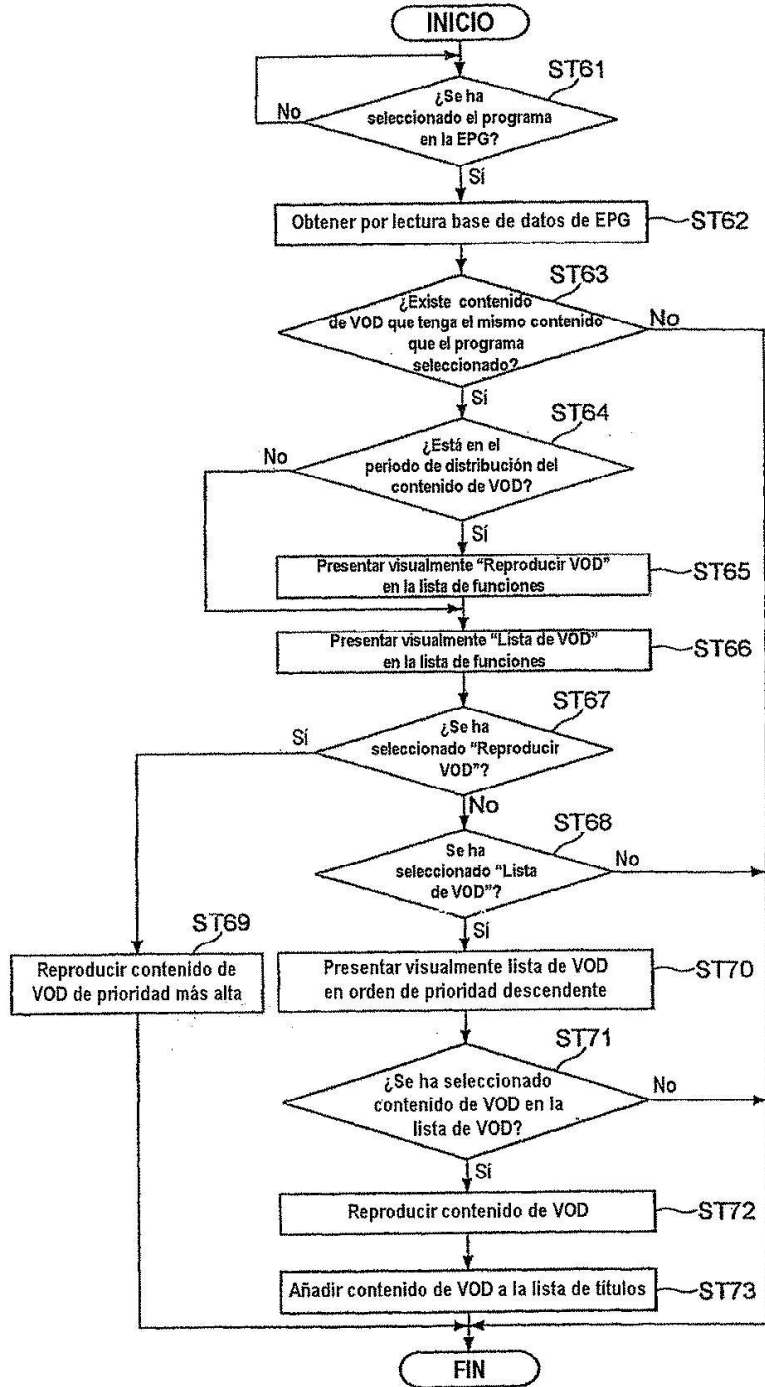 INICIO
ST61
¿Se ha
seleccionado el programa
en la EPG?
No
Sí
Obtener por lectura base de datos de EPG
ST62
ST63
¿Existe contenido
de VOD que tenga el mismo contenido
que el programa
seleccionado?
No
Sí
ST64
¿Está en el
periodo de distribución del
contenido de VOD?
No
Sí
Presentar visualmente “Reproducir VOD”
en la lista de funciones
ST65
Presentar visualmente “Lista de VOD”
en la lista de funciones
ST66
ST67
¿Se ha
seleccionado “Reproducir
VOD”?
Sí
No
ST68
Se ha
seleccionado “Lista
de VOD”?
No
Sí
ST69
Reproducir contenido de
VOD de prioridad más alta
Presentar visualmente lista de VOD
en orden de prioridad descendente
ST70
ST71
¿Se ha seleccionado
contenido de VOD en la
lista de VOD?
No
Sí
Reproducir contenido de VOD
ST72
Añadir contenido de VOD a la lista de títulos
ST73
FIN